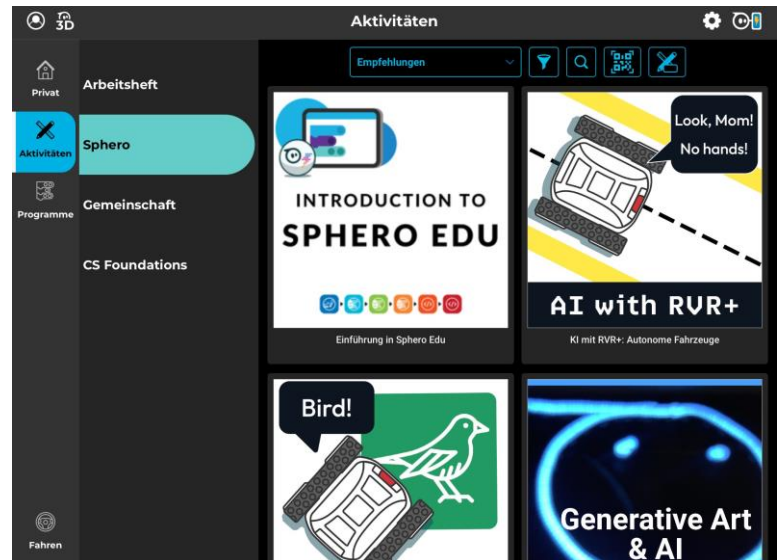 3D
Aktivitäten
Privat
Aktivitäten
Programme
Fahren
Arbeitsheft
Sphero
Gemeinschaft
CS Foundations
Empfehlungen
INTRODUCTION TO
SPHERO EDU
Einführung in Sphero Edu
Look, Mom!
No hands!
AI with RVR+
KI mit RVR+: Autonome Fahrzeuge
Bird!
Generative Art
& AI